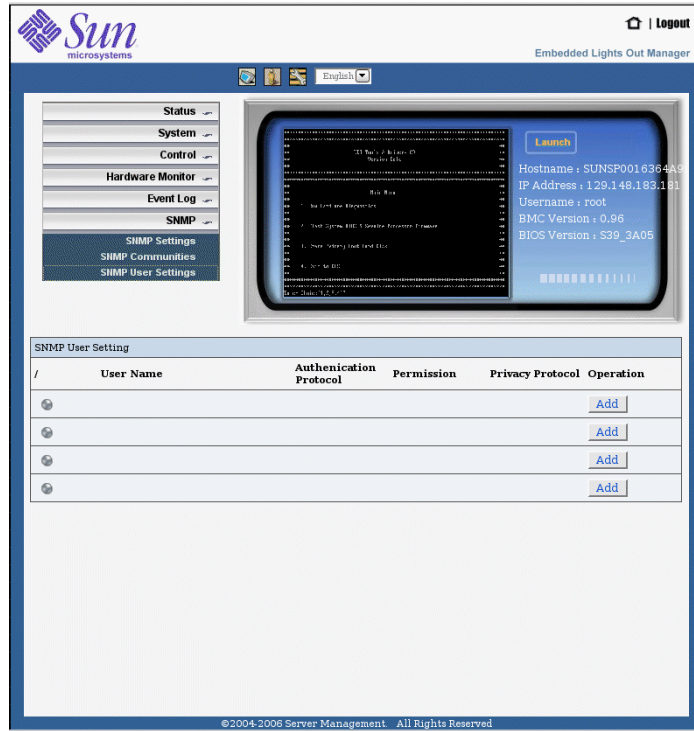 Sun
microsystems
| Logout
Embedded Lights Out Manager
English
Status
System
Control
Hardware Monitor
Event Log
SNMP
SNMP Settings
SNMP Communities
SNMP User Settings
Main Menu
Launch
Hostname : SUNSP0016364A9
IP Address : 129.148.183.181
Username : root
BMC Version : 0.96
BIOS Version : S39_3A05
SNMP User Setting
/ User Name Authenication Protocol Permission Privacy Protocol Operation
Add
Add
Add
Add
©2004-2006 Server Management. All Rights Reserved